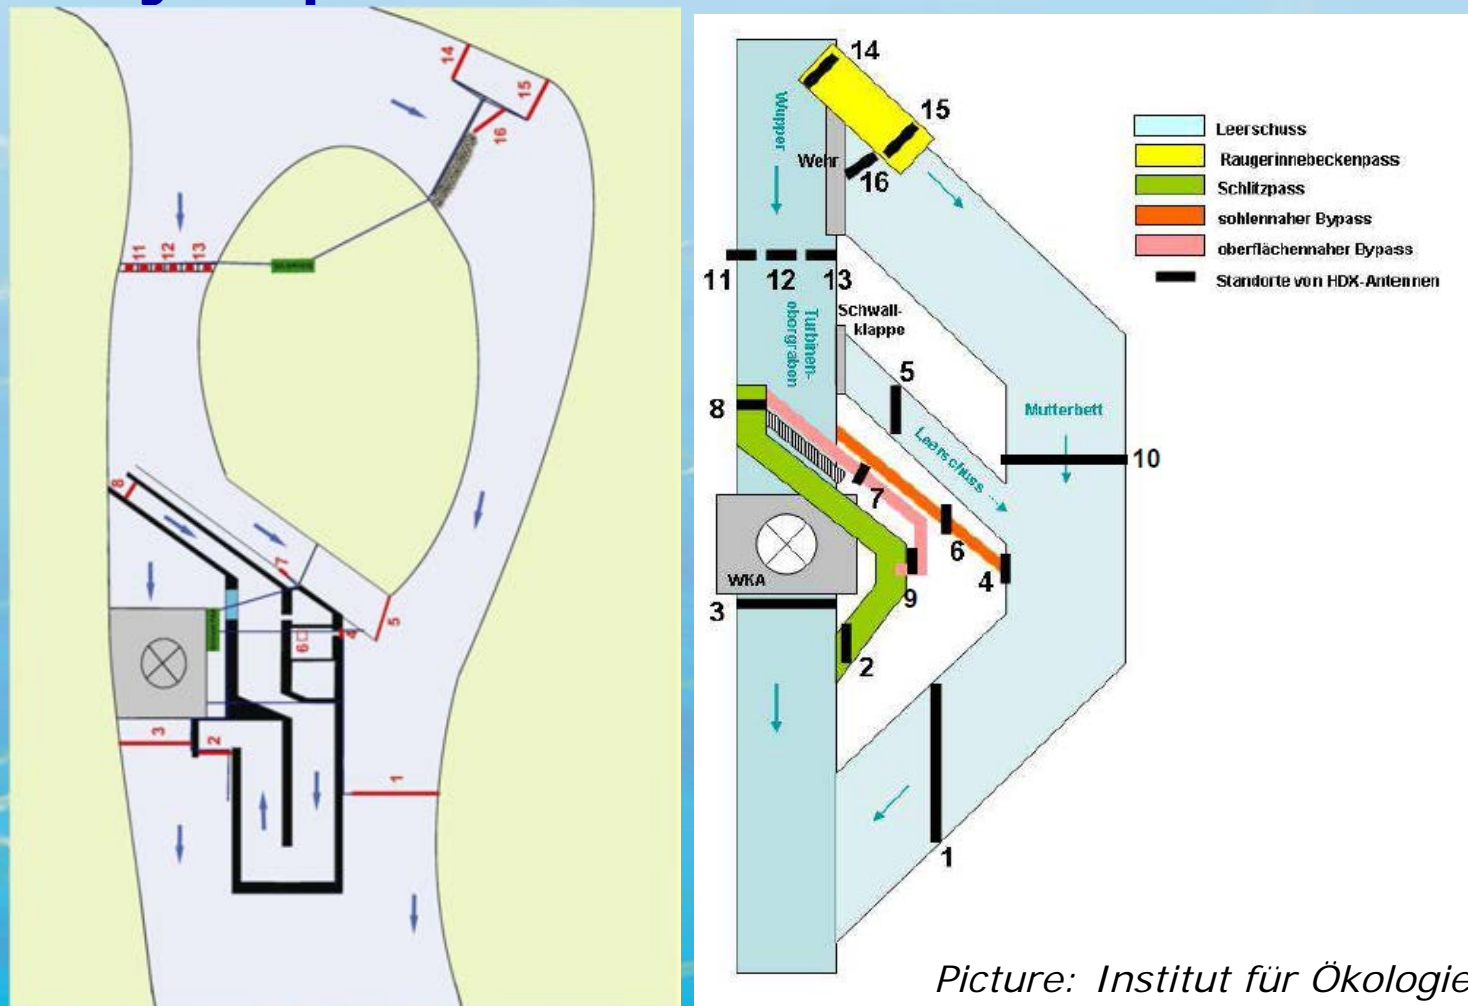 14
15
16
11
12
13
8
7
5
4
6
3
2
1
14
15
Wupper
Wehr
16
11 12 13
Schwall-
klappe
Turbinen-
obergraben
5
8
Mutterbett
Leerschuss
10
7
6
4
WKA
9
3
2
1
Leerschuss
Raugerinnebeckenpass
Schlitzpass
sohlennaher Bypass
oberflächennaher Bypass
Standorte von HDX-Antennen
Picture: Institut für Ökologie